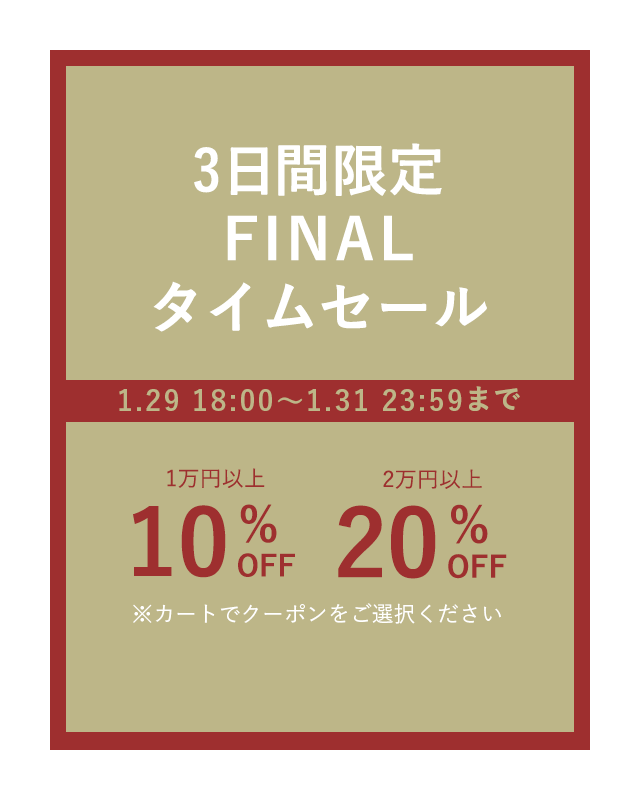 3日間限定
FINAL
タイムセール
1.29 18:00〜1.31 23:59まで
1万円以上
10%OFF
2万円以上
20%OFF
※カートでクーポンをご選択ください